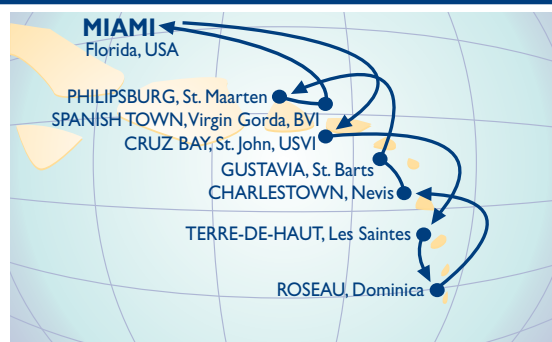 MIAMI
Florida, USA
PHILIPSBURG, St. Maarten
SPANISH TOWN, Virgin Gorda, BVI
CRUZ BAY, St. John, USVI
GUSTAVIA, St. Barts
CHARLESTOWN, Nevis
TERRE-DE-HAUT, Les Saintes
ROSEAU, Dominica